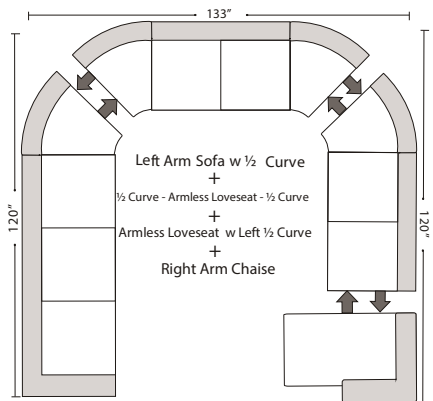 133”
120”
120”
Left Arm Sofa w ½ Curve
+
½ Curve - Armless Loveseat - ½ Curve
+
Armless Loveseat w Left ½ Curve
+
Right Arm Chaise